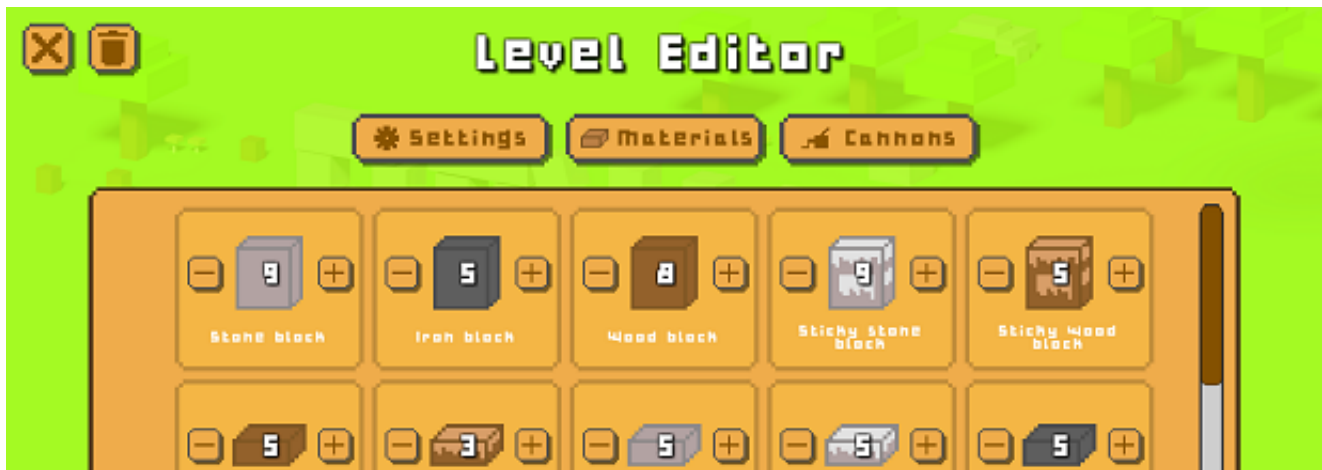 Level Editor
Settings
Materials
Cannons
− 9 +
− 5 +
− 8 +
− 9 +
− 5 +
Stone block
Iron block
Wood block
Sticky Stone
block
Sticky Wood
block
− 5 +
− 3 +
− 5 +
− 5 +
− 5 +